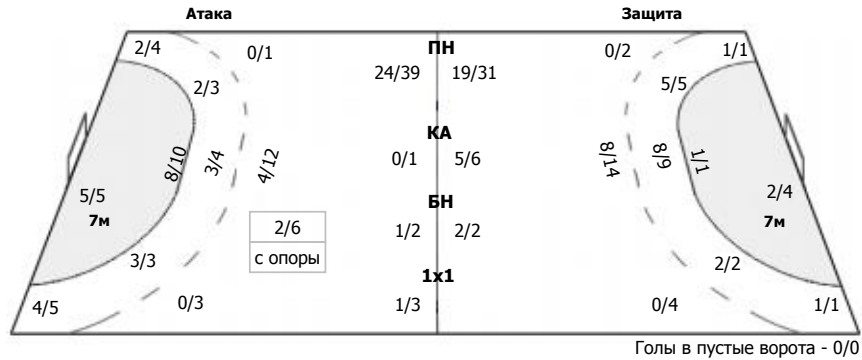 Атака Защита
2/4 0/1 ПН 0/2 1/1
24/39 19/31
2/3 5/5
КА
8/10 3/4 4/12 0/1 5/6 8/14 8/9 1/1
5/5 2/4
7м БН 7м
2/6 1/2 2/2
с опоры
3/3 2/2
1x1
4/5 0/3 1/3 0/4 1/1
Голы в пустые ворота - 0/0